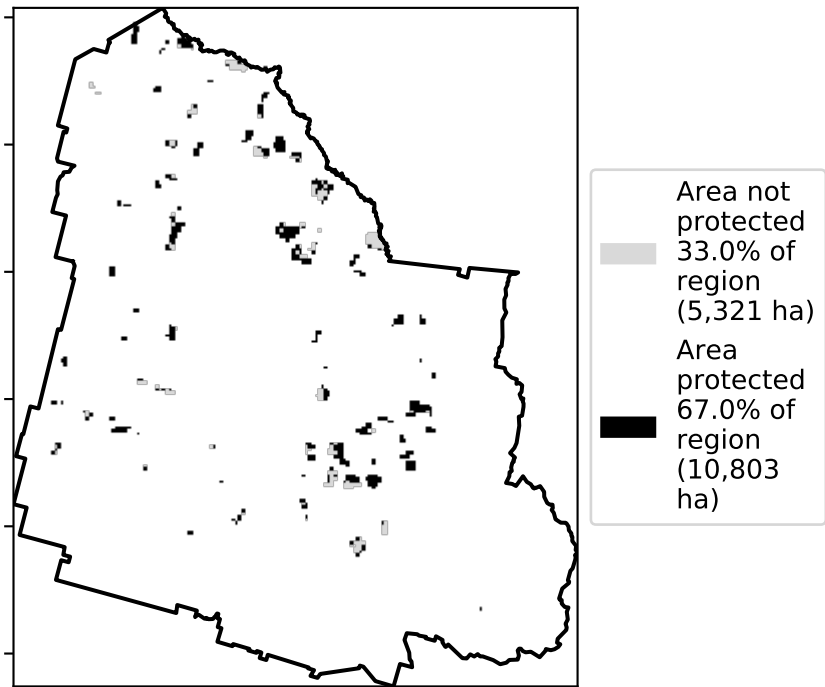 Area not
protected
33.0% of
region
(5,321 ha)
Area
protected
67.0% of
region
(10,803
ha)